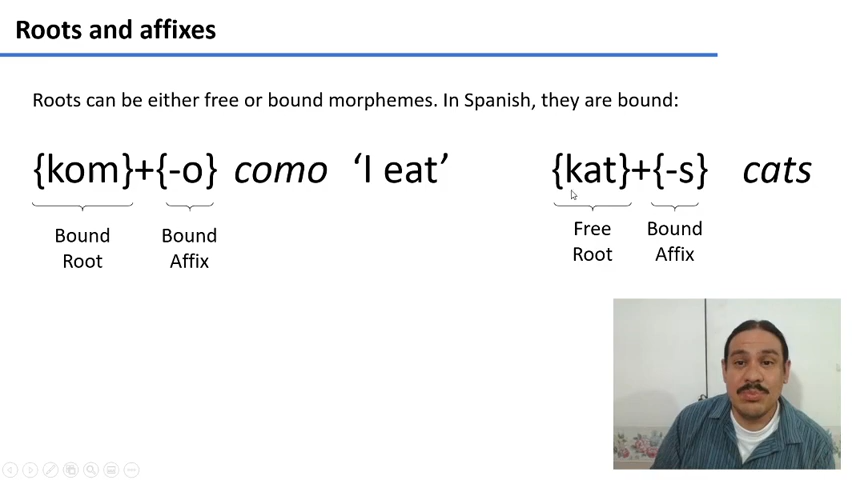 Roots and affixes
Roots can be either free or bound morphemes. In Spanish, they are bound:
{kom}+{-o} como ‘I eat’
{kat}+{-s} cats
Bound Root
Bound Affix
Free Root
Bound Affix